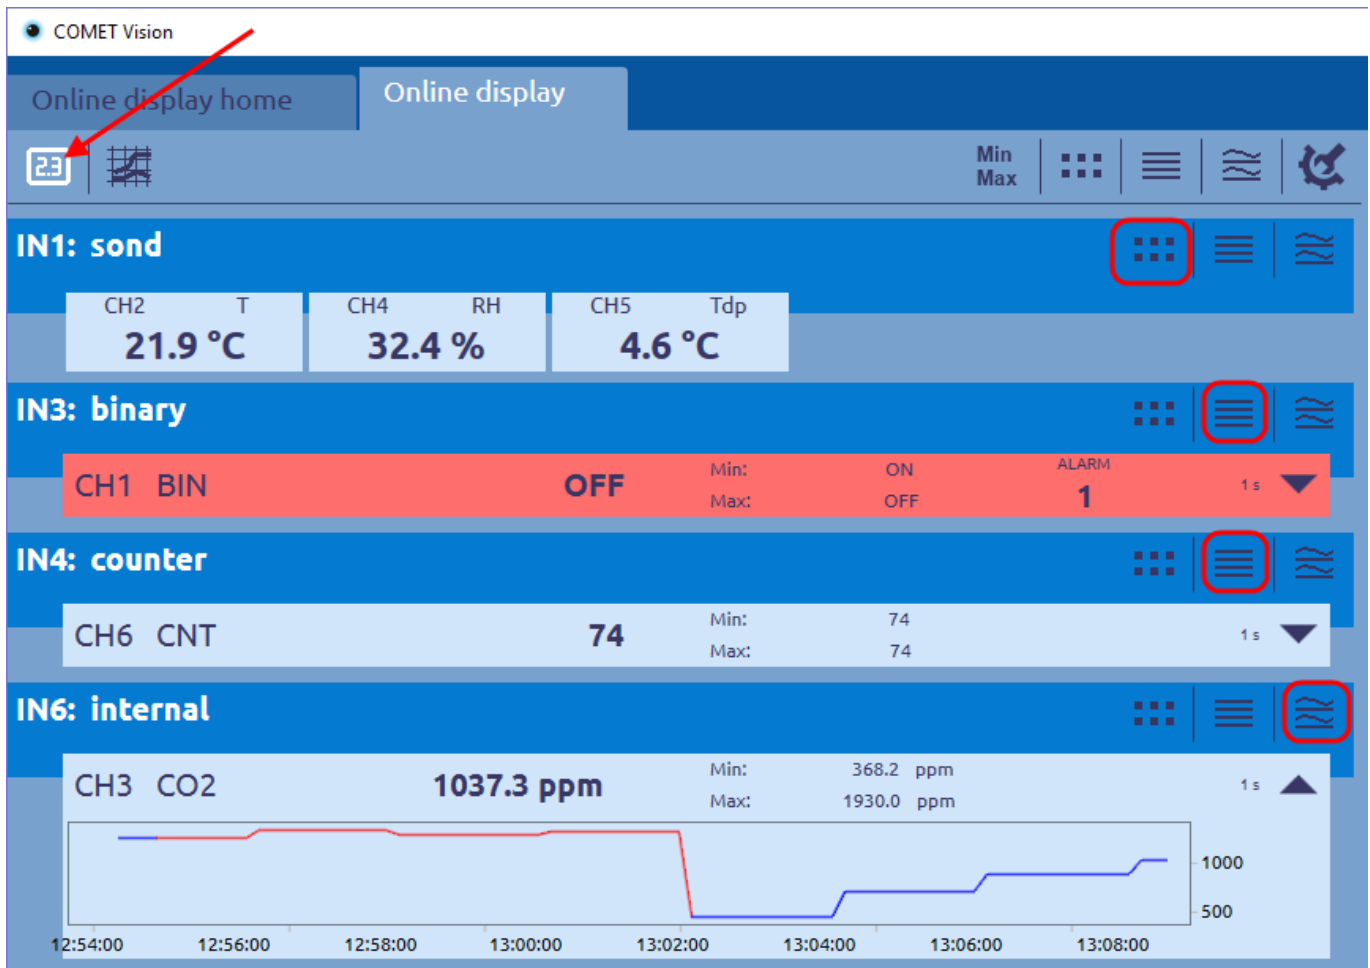 COMET Vision
Online display home
Online display
2.3
Min
Max
IN1: sond
CH2 T
21.9 °C
CH4 RH
32.4 %
CH5 Tdp
4.6 °C
IN3: binary
CH1 BIN OFF
Min: ON
Max: OFF
ALARM
1
1 s
IN4: counter
CH6 CNT 74
Min: 74
Max: 74
1 s
IN6: internal
CH3 CO2 1037.3 ppm
Min: 368.2 ppm
Max: 1930.0 ppm
1 s
1000
500
12:54:00 12:56:00 12:58:00 13:00:00 13:02:00 13:04:00 13:06:00 13:08:00